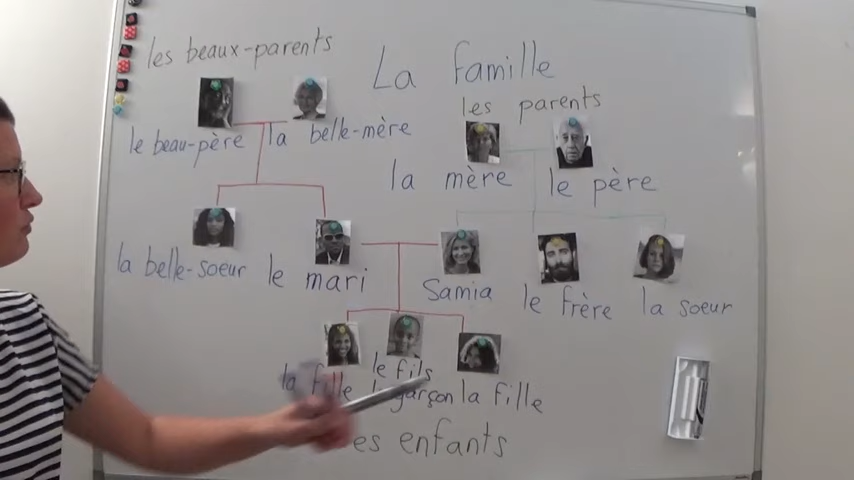 les beaux-parents
La famille
les parents
le beau-père la belle-mère
la mère le père
la belle-soeur le mari Samia le frère la soeur
le fils
la fille le garçon la fille
es enfants